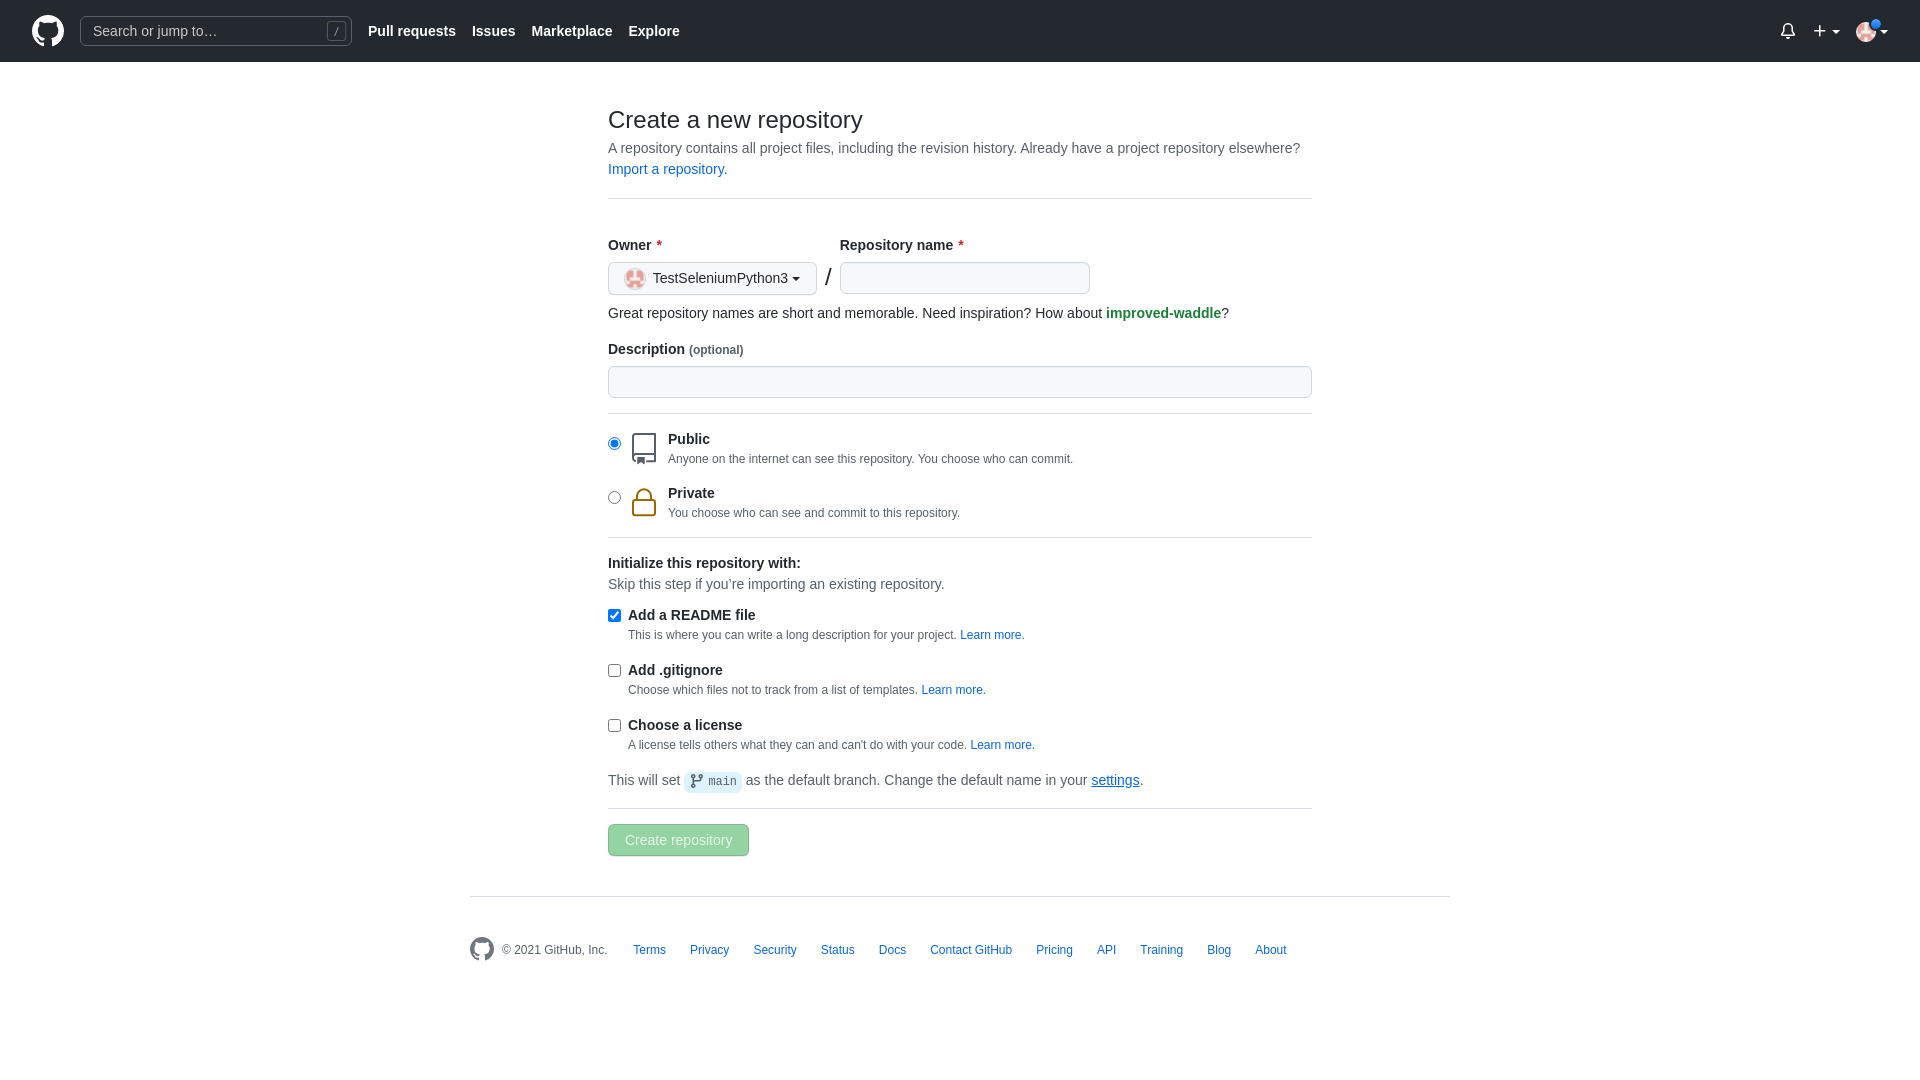 Search or jump to… /
Pull requests Issues Marketplace Explore
Create a new repository
A repository contains all project files, including the revision history. Already have a project repository elsewhere?
Import a repository.
Owner * Repository name *
TestSeleniumPython3 /
Great repository names are short and memorable. Need inspiration? How about improved-waddle?
Description (optional)
Public
Anyone on the internet can see this repository. You choose who can commit.
Private
You choose who can see and commit to this repository.
Initialize this repository with:
Skip this step if you’re importing an existing repository.
Add a README file
This is where you can write a long description for your project. Learn more.
Add .gitignore
Choose which files not to track from a list of templates. Learn more.
Choose a license
A license tells others what they can and can't do with your code. Learn more.
This will set main as the default branch. Change the default name in your settings.
Create repository
© 2021 GitHub, Inc. Terms Privacy Security Status Docs Contact GitHub Pricing API Training Blog About